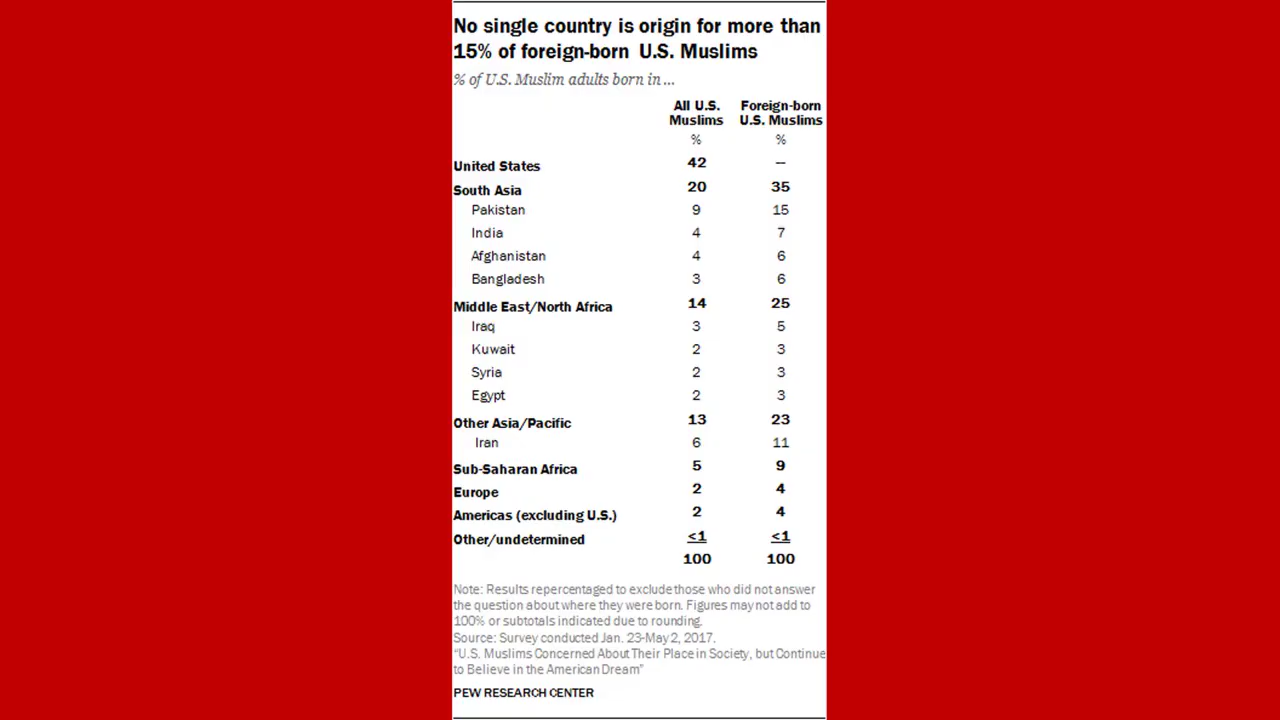 No single country is origin for more than
15% of foreign-born U.S. Muslims
% of U.S. Muslim adults born in ...
All U.S. Muslims Foreign-born U.S. Muslims
% %
United States 42 --
South Asia 20 35
Pakistan 9 15
India 4 7
Afghanistan 4 6
Bangladesh 3 6
Middle East/North Africa 14 25
Iraq 3 5
Kuwait 2 3
Syria 2 3
Egypt 2 3
Other Asia/Pacific 13 23
Iran 6 11
Sub-Saharan Africa 5 9
Europe 2 4
Americas (excluding U.S.) 2 4
Other/undetermined <1 <1
100 100
Note: Results repercentaged to exclude those who did not answer
the question about where they were born. Figures may not add to
100% or subtotals indicated due to rounding.
Source: Survey conducted Jan. 23-May 2, 2017.
“U.S. Muslims Concerned About Their Place in Society, but Continue
to Believe in the American Dream”
PEW RESEARCH CENTER